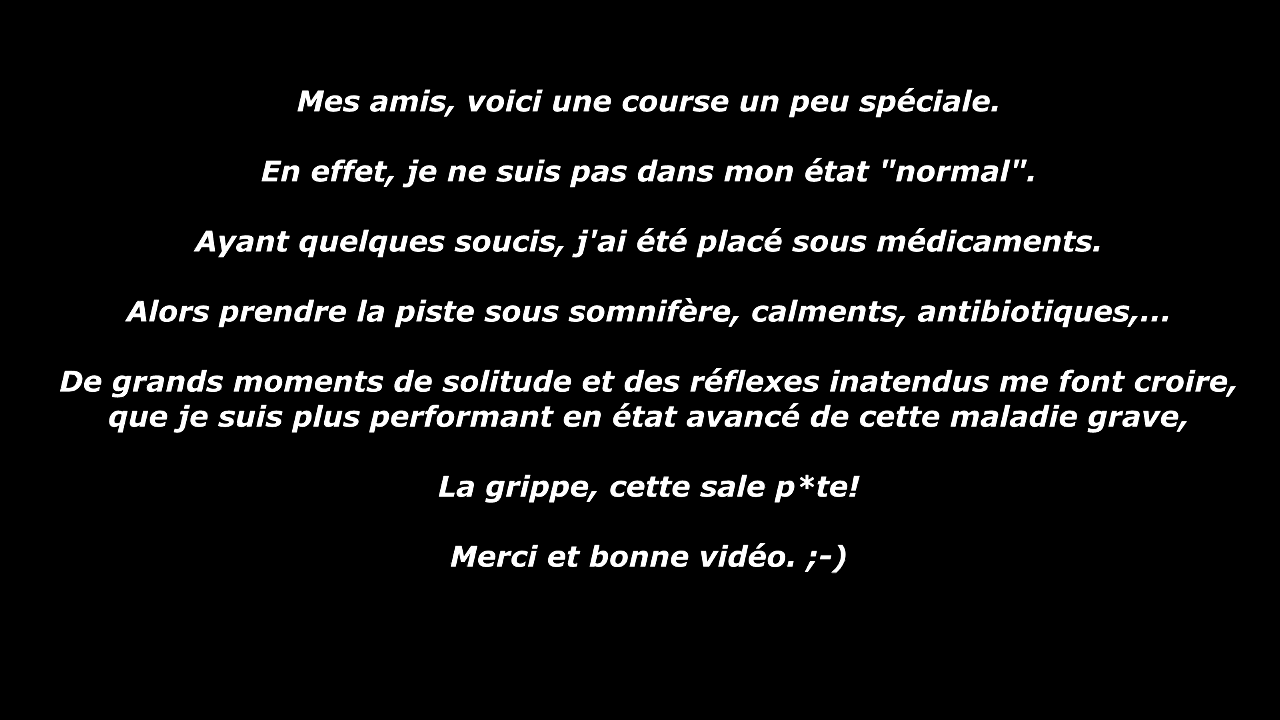 Mes amis, voici une course un peu spéciale.
En effet, je ne suis pas dans mon état "normal".
Ayant quelques soucis, j'ai été placé sous médicaments.
Alors prendre la piste sous somnifère, calments, antibiotiques,...
De grands moments de solitude et des réflexes inatendus me font croire,
que je suis plus performant en état avancé de cette maladie grave,
La grippe, cette sale p*te!
Merci et bonne vidéo. ;-)